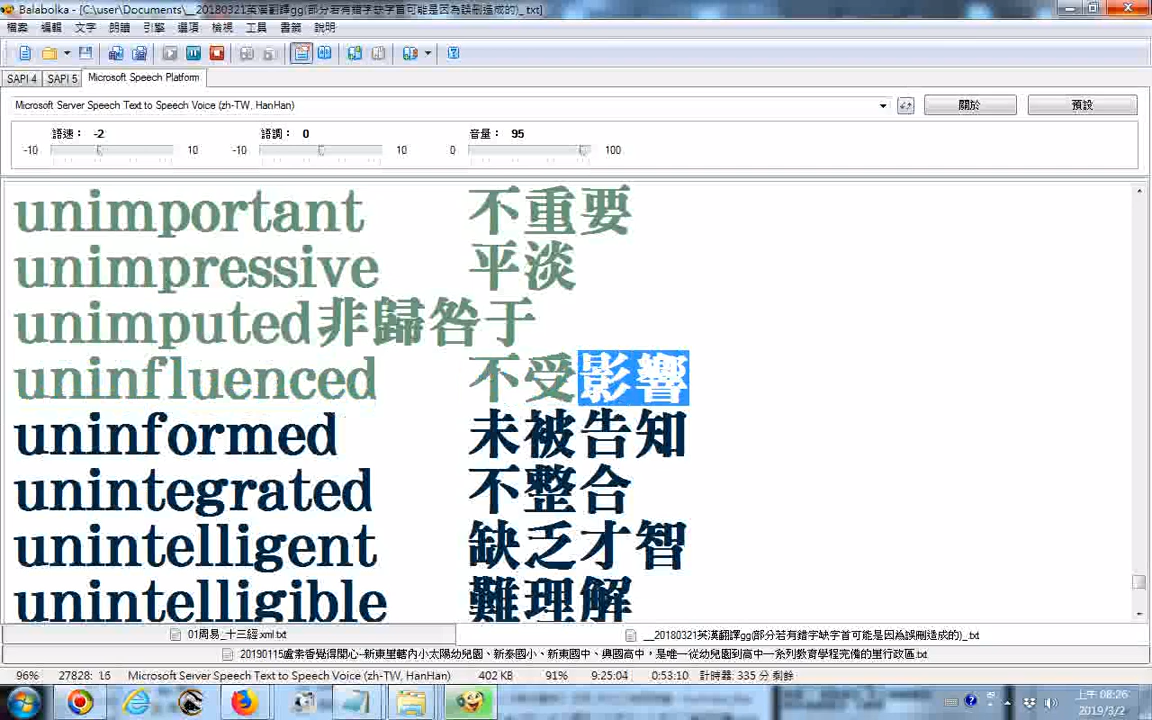 Balabolka - [C:\user\Documents\__20180321英漢翻譯gg(部分若有錯字缺字首可能是因為誤刪造成的)_.txt]
檔案 編輯 文字 朗讀 引擎 選項 檢視 工具 書籤 說明
SAPI 4 SAPI 5 Microsoft Speech Platform
Microsoft Server Speech Text to Speech Voice (zh-TW, HanHan) 關於 預設
語速: -2 語調: 0 音量: 95
-10 10 -10 10 0 100
unimportant 不重要
unimpressive 平淡
unimputed非歸咎于
uninfluenced 不受影響
uninformed 未被告知
unintegrated 不整合
unintelligent 缺乏才智
unintelligible 難理解
01周易_十三經.xml.txt __20180321英漢翻譯gg(部分若有錯字缺字首可能是因為誤刪造成的)_.txt
20190115盧素香覺得開心--新東里轄內小太陽幼兒園、新泰國小、新東國中、興國高中，是唯一從幼兒園到高中一系列教育學程完備的里行政區.txt
96% 27828: 16 Microsoft Server Speech Text to Speech Voice (zh-TW, HanHan) 402 KB 91% 9:25:04 0:53:10 計時器: 335 分 剩餘
上午 08:26
2019/3/2